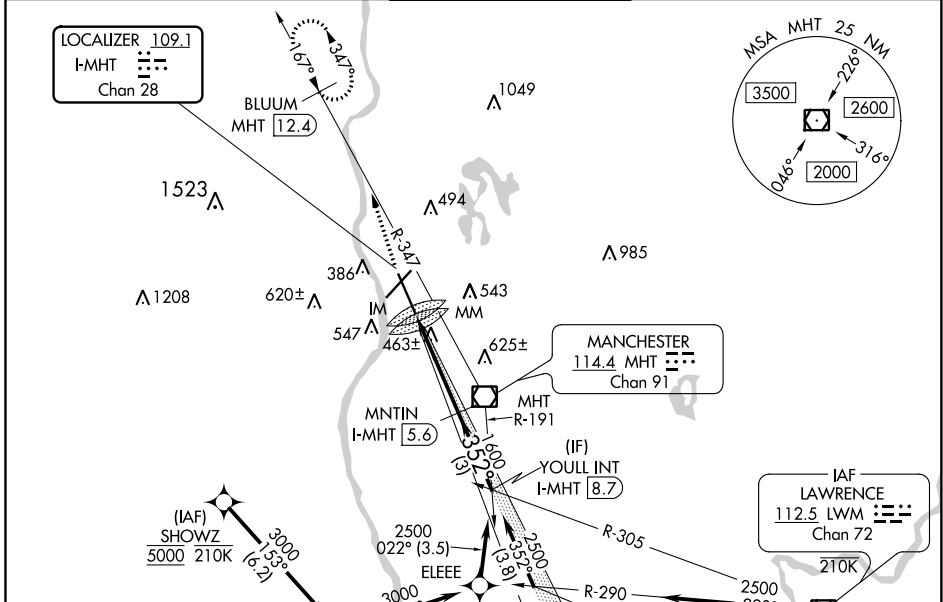 LOCALIZER 109.1
I-MHT
Chan 28
167°
347°
BLUUM
MHT 12.4
1049
MSA MHT 25 NM
226°
3500
2600
316°
046°
2000
1523
494
R-347
985
386
1208
620±
IM
543
MM
547
463±
625±
MANCHESTER
114.4 MHT
Chan 91
MHT
R-191
MNTIN
I-MHT 5.6
1600
352°
(3)
(IF)
YOULL INT
I-MHT 8.7
IAF
LAWRENCE
112.5 LWM
Chan 72
210K
(IAF)
SHOWZ
5000 210K
3000
153°
(6.2)
2500
022° (3.5)
ELEEE
2500
352°
(3.8)
R-305
2500
R-290
3000